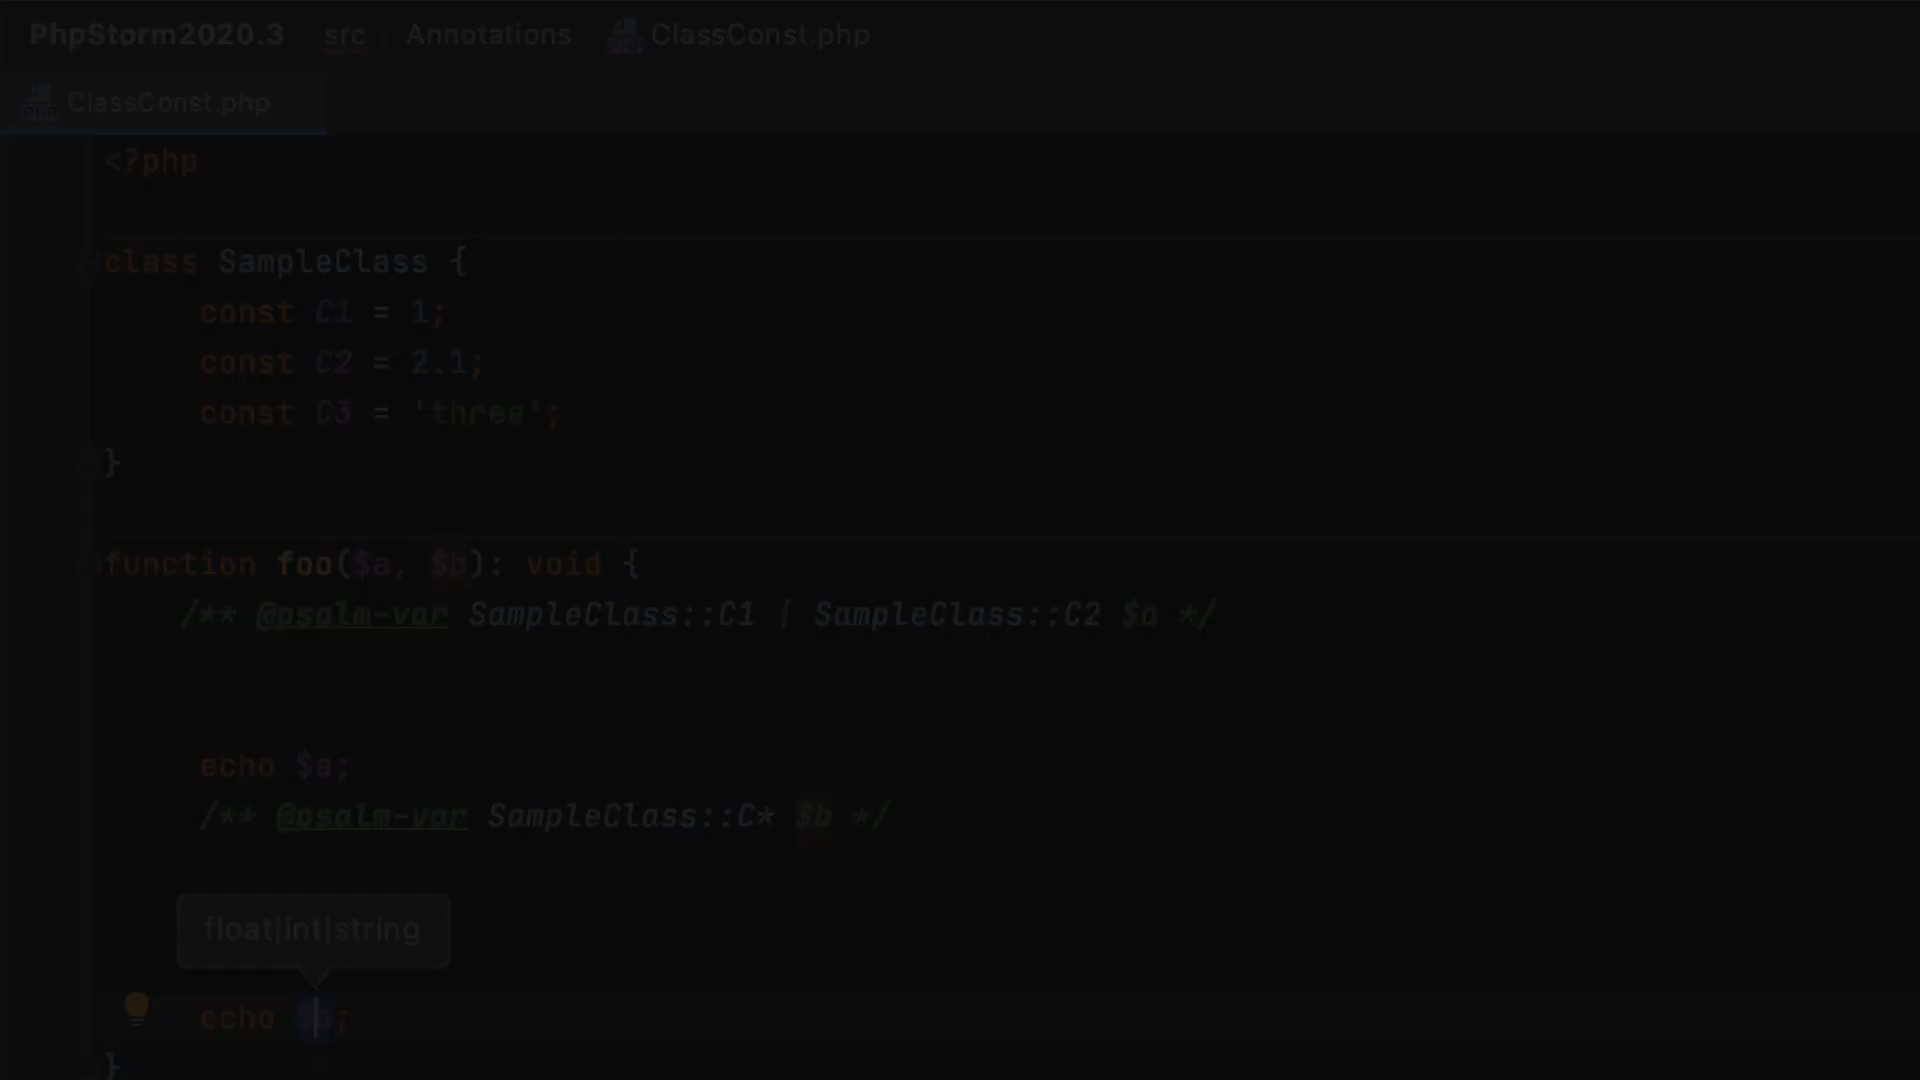 PhpStorm2020.3 src Annotations ClassConst.php
ClassConst.php
<?php
class SampleClass {
const C1 = 1;
const C2 = 2.1;
const C3 = 'three';
}
function foo($a, $b): void {
/** @psalm-var SampleClass::C1 | SampleClass::C2 $a */
echo $a;
/** @psalm-var SampleClass::C* $b */
float|int|string
echo $b;
}